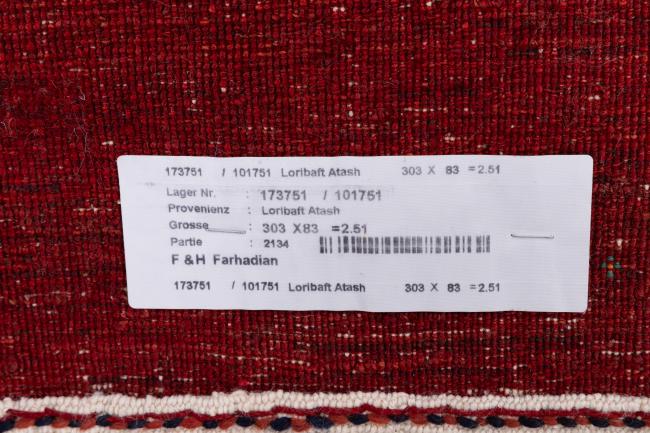 173751 / 101751 Loribaft Atash 303 X 83 =2.51
Lager Nr. : 173751 / 101751
Provenienz : Loribaft Atash
Grosse : 303 X83 =2.51
Partie : 2134
F & H Farhadian
173751 / 101751 Loribaft Atash 303 X 83 =2.51